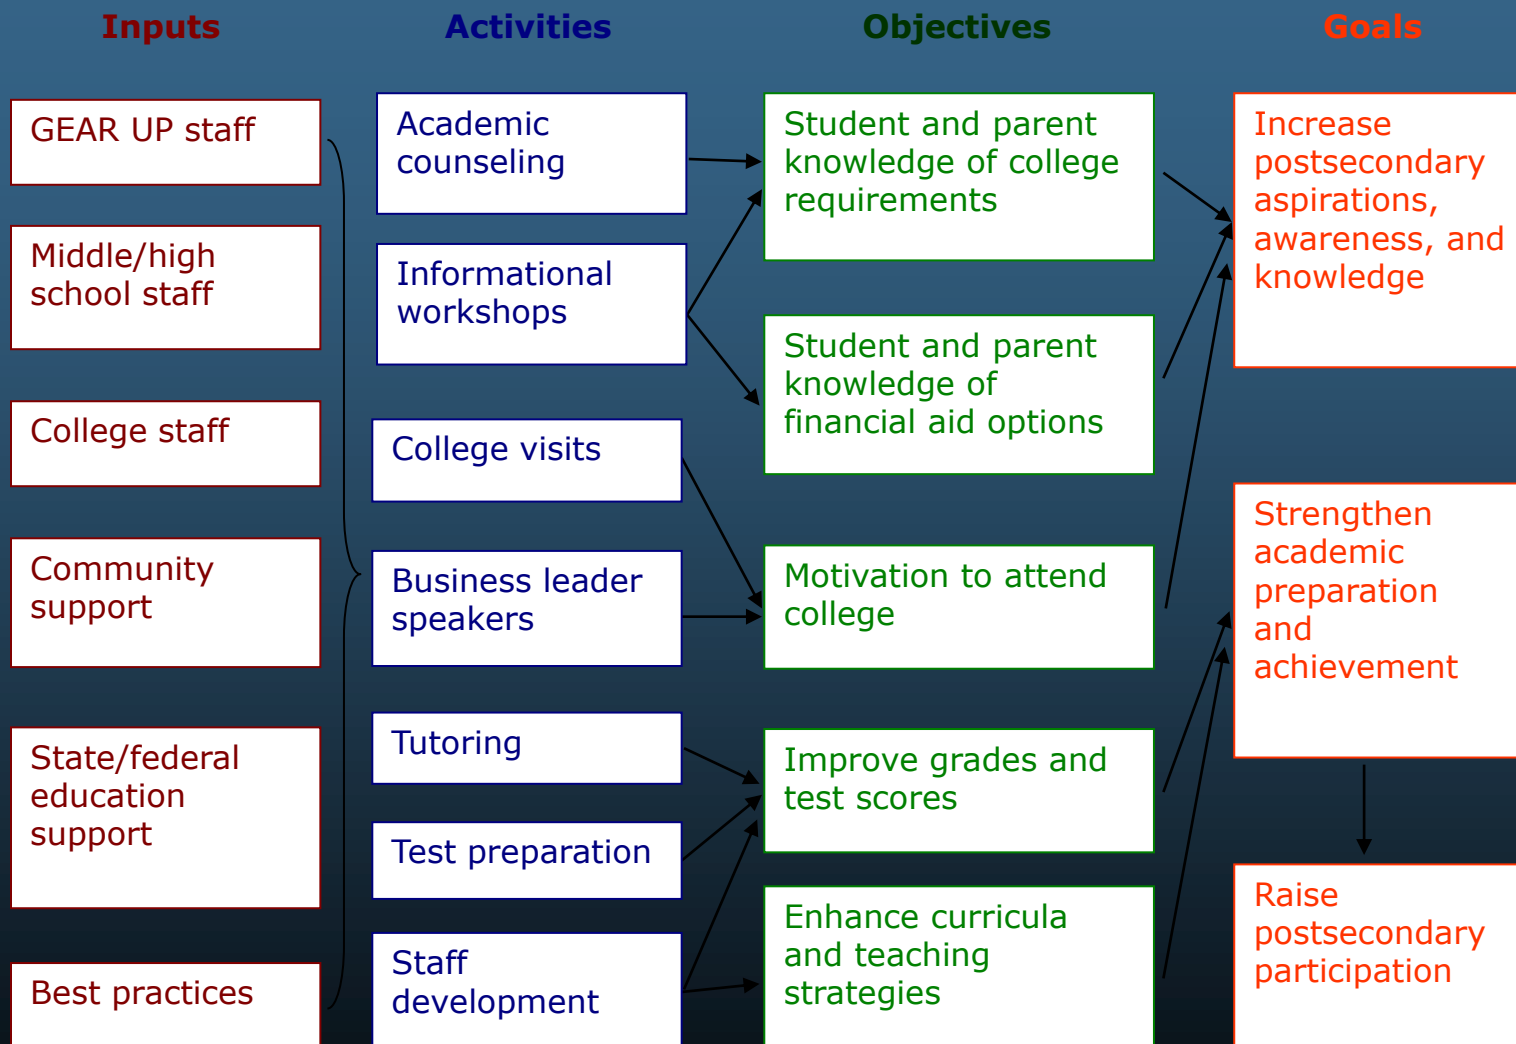 Inputs
Activities
Objectives
Goals
GEAR UP staff
Middle/high
school staff
College staff
Community
support
State/federal
education
support
Best practices
Academic
counseling
Informational
workshops
College visits
Business leader
speakers
Tutoring
Test preparation
Staff
development
Student and parent
knowledge of college
requirements
Student and parent
knowledge of
financial aid options
Motivation to attend
college
Improve grades and
test scores
Enhance curricula
and teaching
strategies
Increase
postsecondary
aspirations,
awareness, and
knowledge
Strengthen
academic
preparation
and
achievement
Raise
postsecondary
participation